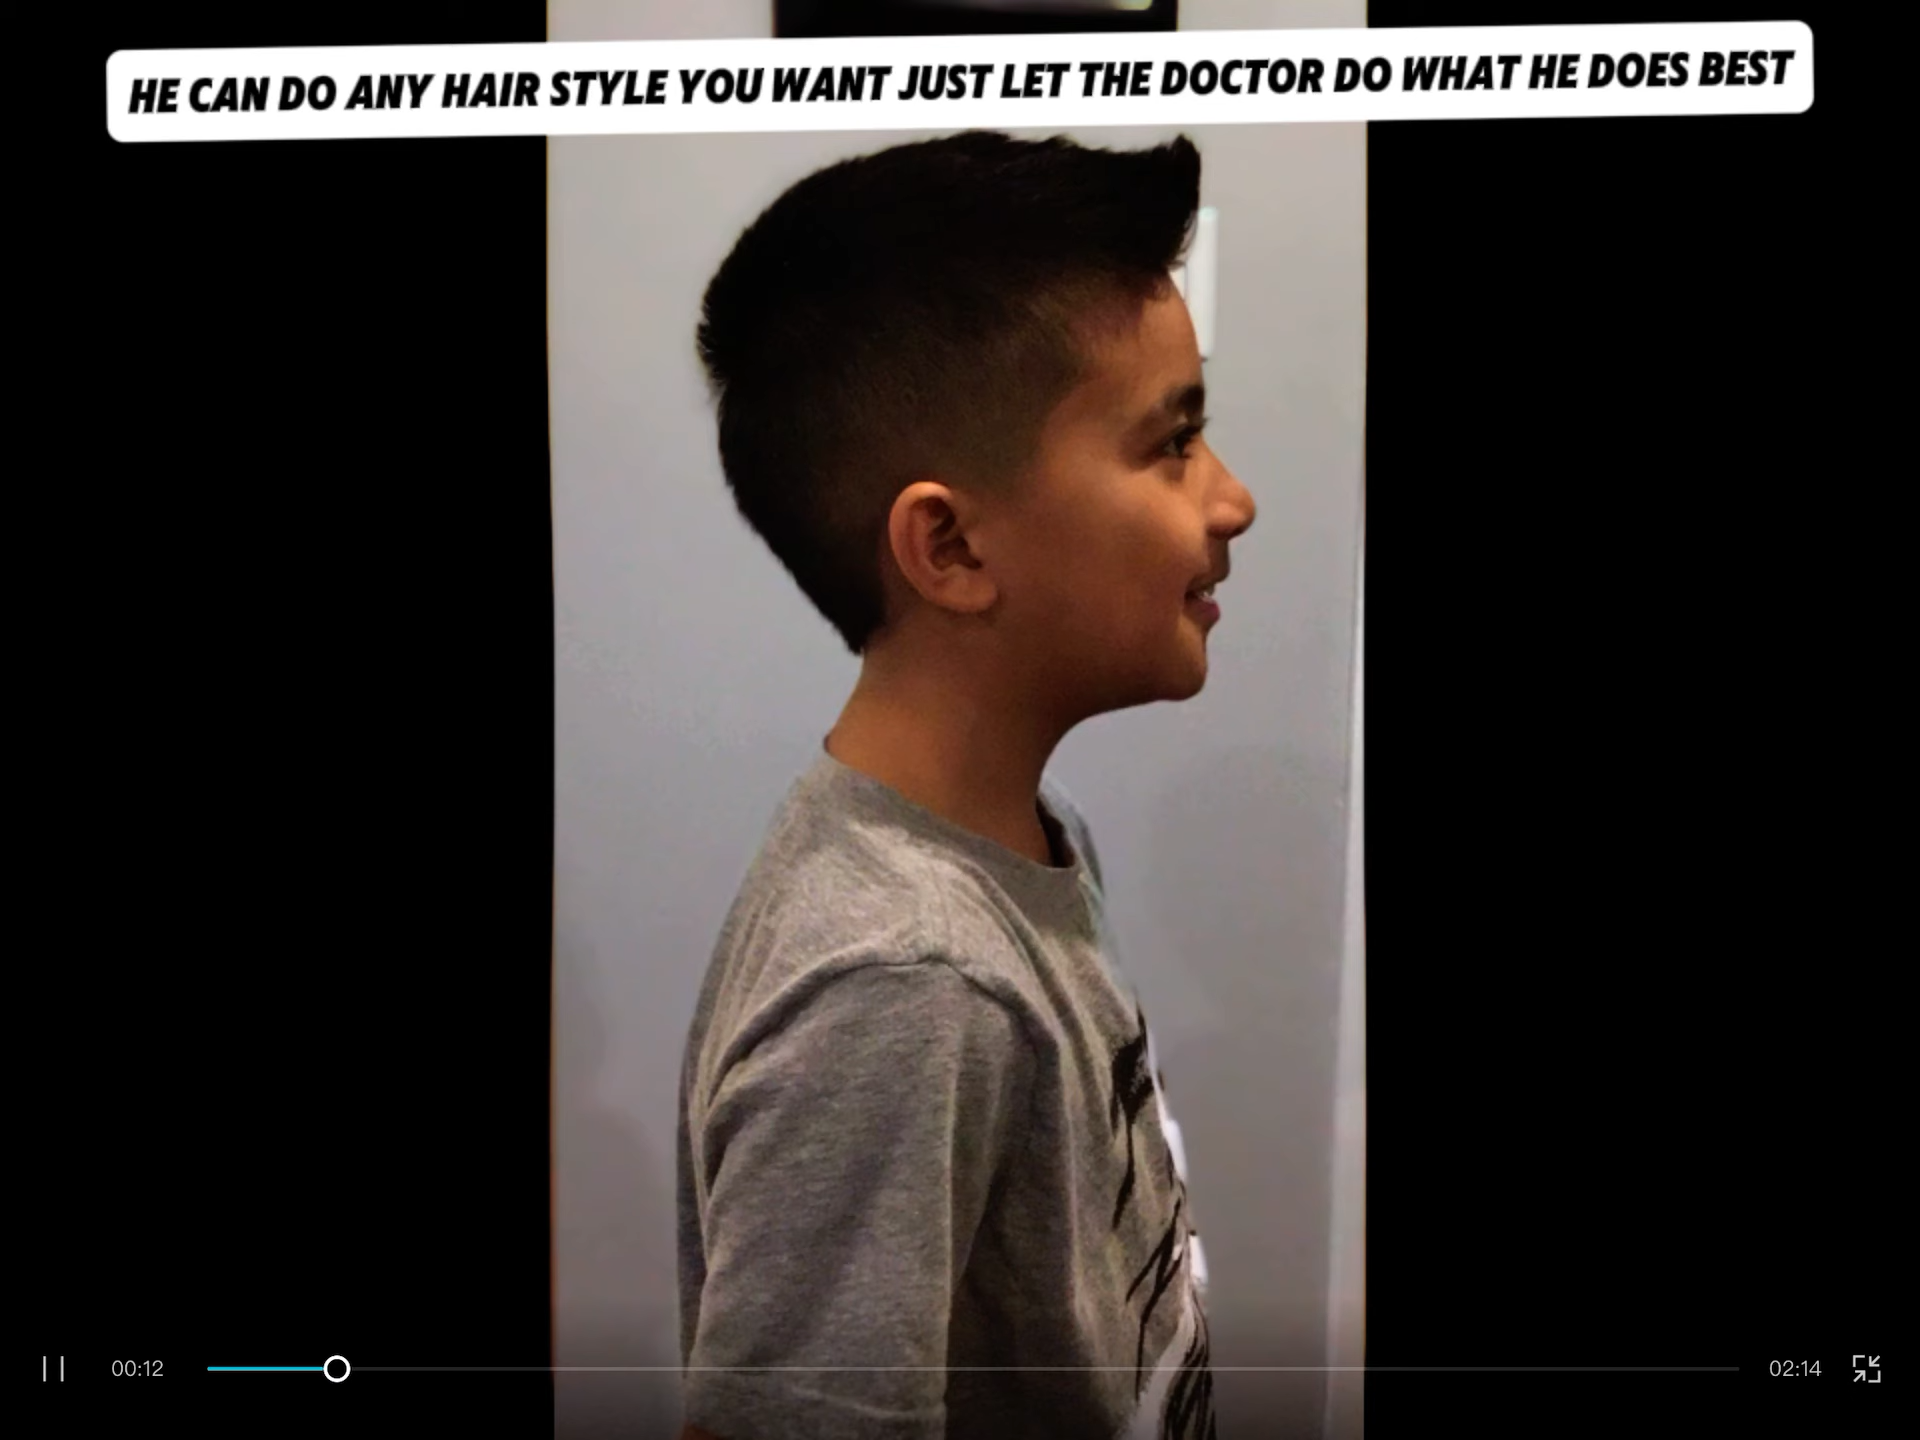 HE CAN DO ANY HAIR STYLE YOU WANT JUST LET THE DOCTOR DO WHAT HE DOES BEST
00:12
02:14